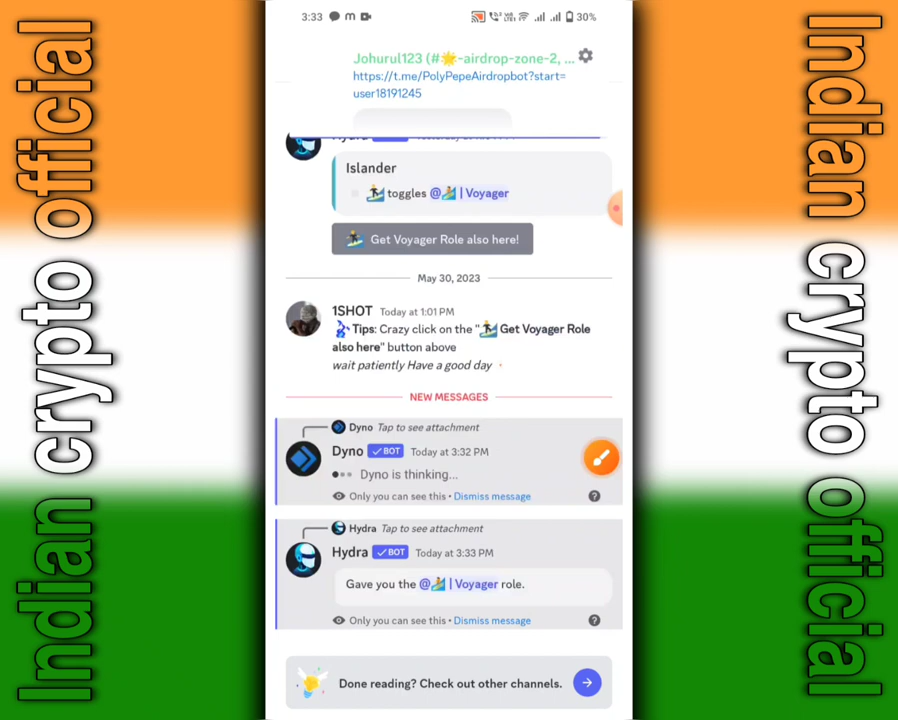 Indian crypto official
3:33
30%
Johurul123 (#🌟-airdrop-zone-2, ...
https://t.me/PolyPepeAirdropbot?start=
user18191245
Islander
🏄 toggles @🏄 | Voyager
🏄 Get Voyager Role also here!
May 30, 2023
1SHOT Today at 1:01 PM
Tips: Crazy click on the "🏄 Get Voyager Role
also here" button above
wait patiently Have a good day
NEW MESSAGES
Dyno Tap to see attachment
Dyno ✓BOT Today at 3:32 PM
Dyno is thinking...
Only you can see this • Dismiss message
Hydra Tap to see attachment
Hydra ✓BOT Today at 3:33 PM
Gave you the @🏄 | Voyager role.
Only you can see this • Dismiss message
Done reading? Check out other channels.
Indian crypto official